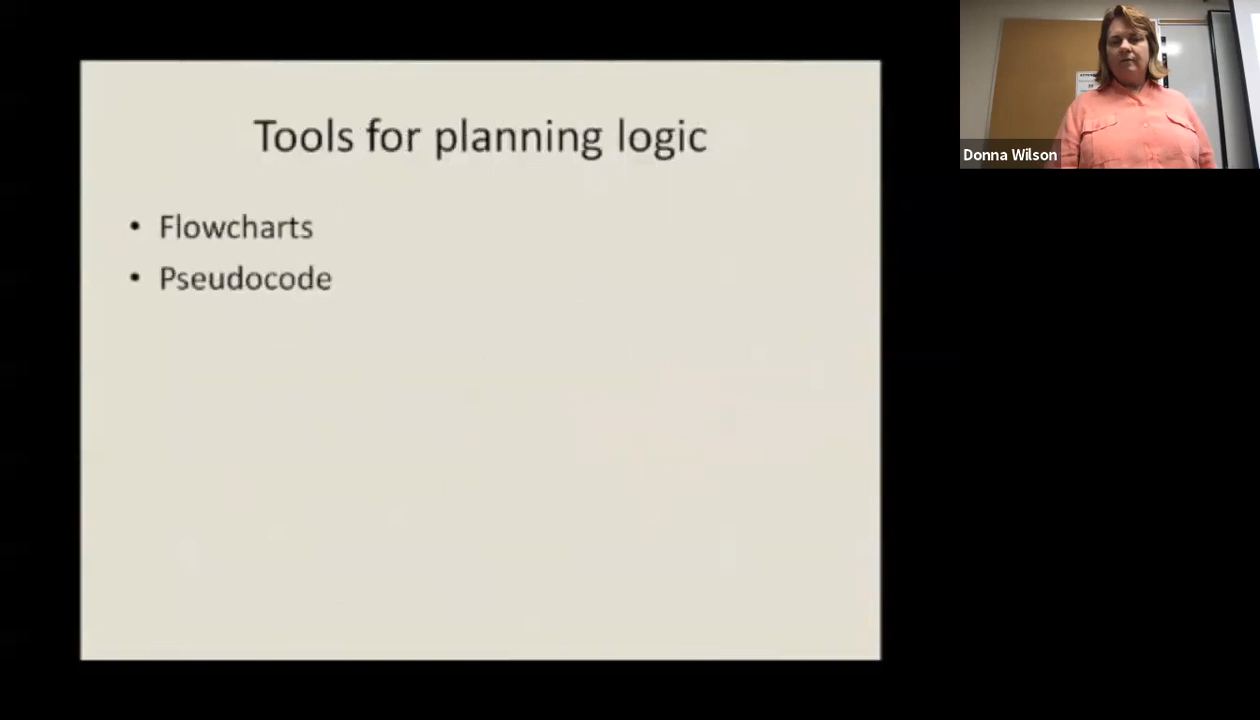 Tools for planning logic
• Flowcharts
• Pseudocode
Donna Wilson